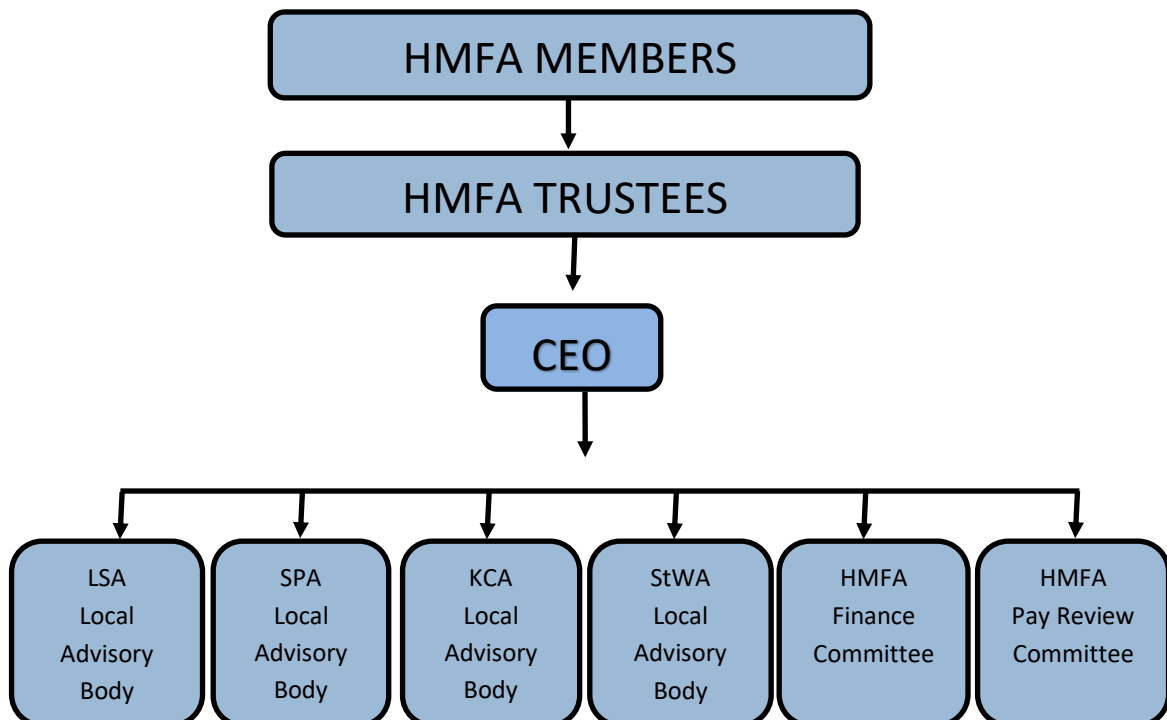 HMFA MEMBERS
HMFA TRUSTEES
CEO
LSA
Local
Advisory
Body
SPA
Local
Advisory
Body
KCA
Local
Advisory
Body
StWA
Local
Advisory
Body
HMFA
Finance
Committee
HMFA
Pay Review
Committee